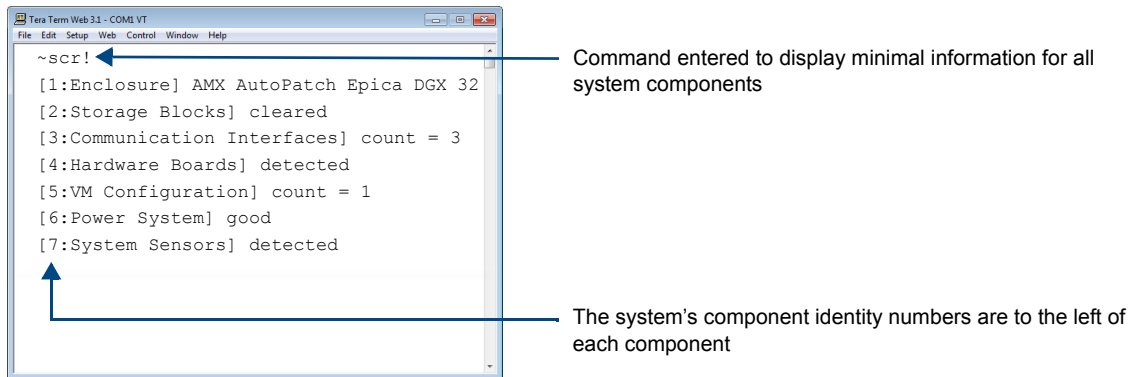 Tera Term Web 3.1 - COM1 VT
File Edit Setup Web Control Window Help
~scr!
[1:Enclosure] AMX AutoPatch Epica DGX 32
[2:Storage Blocks] cleared
[3:Communication Interfaces] count = 3
[4:Hardware Boards] detected
[5:VM Configuration] count = 1
[6:Power System] good
[7:System Sensors] detected
Command entered to display minimal information for all
system components
The system's component identity numbers are to the left of
each component